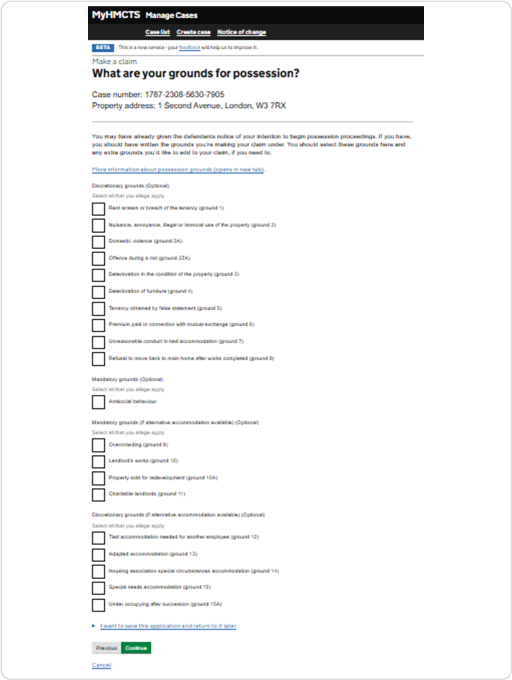 MyHMCTS Manage Cases
Case list Create case Notice of change
BETA This is a new service - your feedback will help us to improve it.
Make a claim
What are your grounds for possession?
Case number: 1787-2308-5630-7905
Property address: 1 Second Avenue, London, W3 7RX
You may have already given the defendants notice of your intention to begin possession proceedings. If you have,
you should have written the grounds you're making your claim under. You should select these grounds here and
any extra grounds you'd like to add to your claim, if you need to.
More information about possession grounds (opens in new tab).
Discretionary grounds (Optional)
Select all that you allege apply
Rent arrears or breach of the tenancy (ground 1)
Nuisance, annoyance, illegal or immoral use of the property (ground 2)
Domestic violence (ground 2A)
Offence during a riot (ground 2ZA)
Deterioration in the condition of the property (ground 3)
Deterioration of furniture (ground 4)
Tenancy obtained by false statement (ground 5)
Premium paid in connection with mutual exchange (ground 6)
Unreasonable conduct in tied accommodation (ground 7)
Refusal to move back to main home after works completed (ground 8)
Mandatory grounds (Optional)
Select all that you allege apply
Antisocial behaviour
Mandatory grounds (if alternative accommodation available) (Optional)
Select all that you allege apply
Overcrowding (ground 9)
Landlord's works (ground 10)
Property sold for redevelopment (ground 10A)
Charitable landlords (ground 11)
Discretionary grounds (if alternative accommodation available) (Optional)
Select all that you allege apply
Tied accommodation needed for another employee (ground 12)
Adapted accommodation (ground 13)
Housing association special circumstances accommodation (ground 14)
Special needs accommodation (ground 15)
Under occupying after succession (ground 15A)
I want to save this application and return to it later
Previous Continue
Cancel